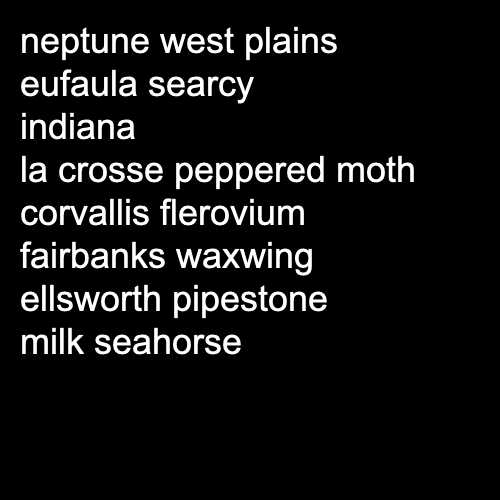 neptune west plains
eufaula searcy
indiana
la crosse peppered moth
corvallis flerovium
fairbanks waxwing
ellsworth pipestone
milk seahorse